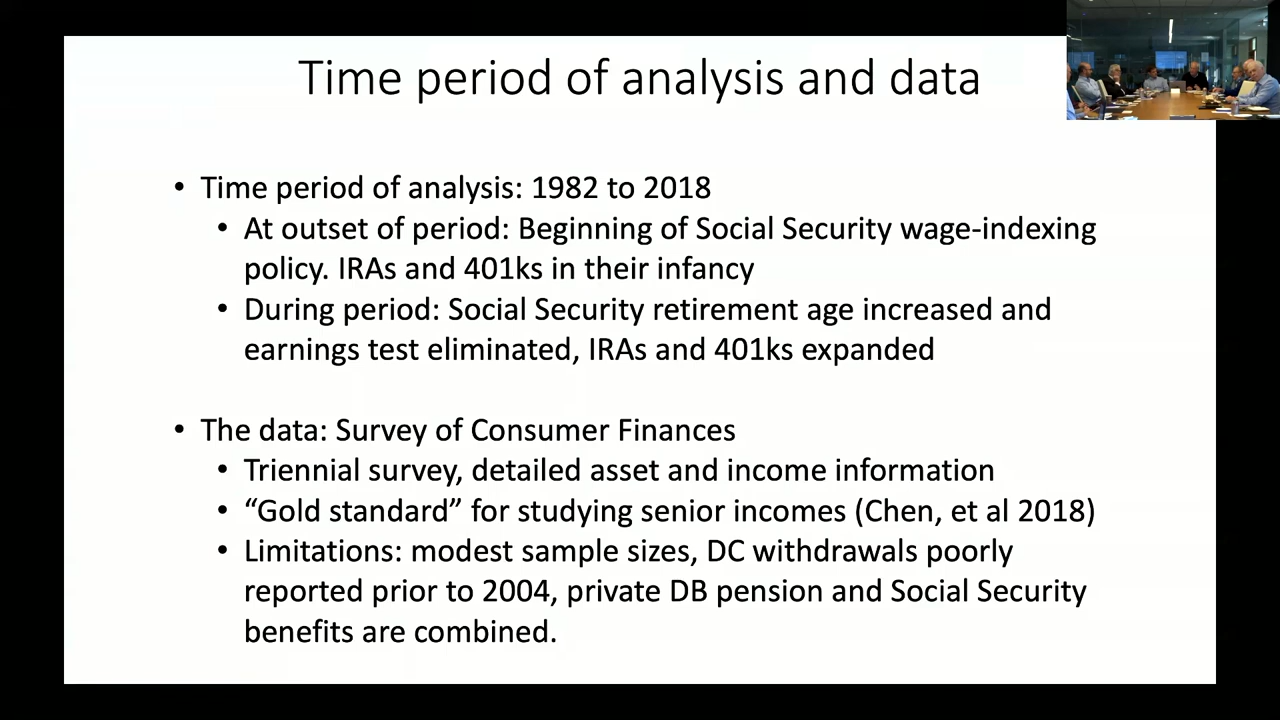 Time period of analysis and data
• Time period of analysis: 1982 to 2018
• At outset of period: Beginning of Social Security wage-indexing
policy. IRAs and 401ks in their infancy
• During period: Social Security retirement age increased and
earnings test eliminated, IRAs and 401ks expanded
• The data: Survey of Consumer Finances
• Triennial survey, detailed asset and income information
• “Gold standard” for studying senior incomes (Chen, et al 2018)
• Limitations: modest sample sizes, DC withdrawals poorly
reported prior to 2004, private DB pension and Social Security
benefits are combined.